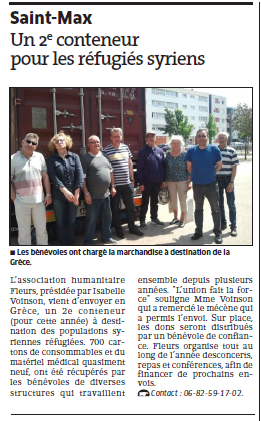 Saint-Max
Un 2e conteneur
pour les réfugiés syriens
■ Les bénévoles ont chargé la marchandise à destination de la
Grèce.
L'association humanitaire
Fleurs, présidée par Isabelle
Voinson, vient d'envoyer en
Grèce, un 2e conteneur
(pour cette année) à desti-
nation des populations sy-
riennes réfugiées. 700 car-
tons de consommables et du
matériel médical quasiment
neuf, ont été récupérés par
les bénévoles de diverses
structures qui travaillent
ensemble depuis plusieurs
années. "L'union fait la for-
ce" souligne Mme Voinson
qui a remercié le mécène qui
a permis l'envoi. Sur place,
les dons seront distribués
par un bénévole de confian-
ce. Fleurs organise tout au
long de l'année desconcerts,
repas et conférences, afin de
financer de prochains en-
vois.
Contact : 06-82-59-17-02.